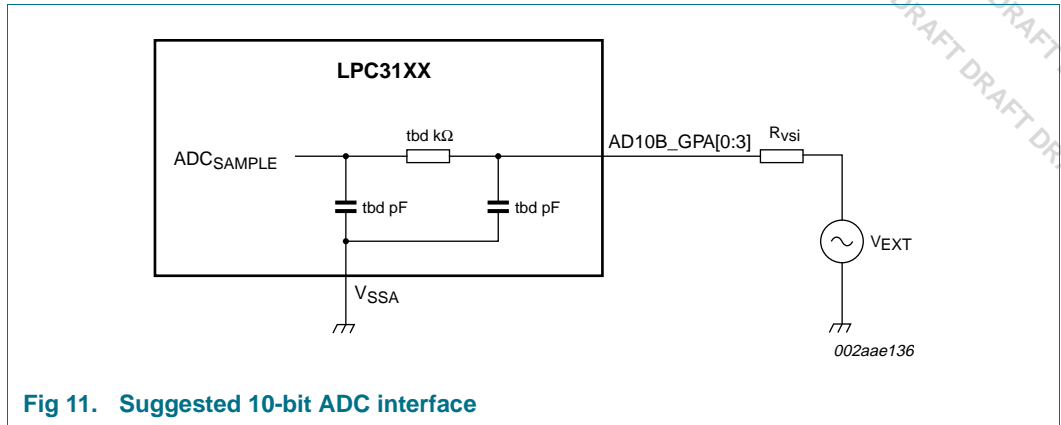 DRAFT DRAFT DRAFT
DRAFT
LPC31XX
tbd kΩ
AD10B_GPA[0:3]
Rvsi
ADCSAMPLE
tbd pF
tbd pF
VEXT
VSSA
002aae136
Fig 11. Suggested 10-bit ADC interface